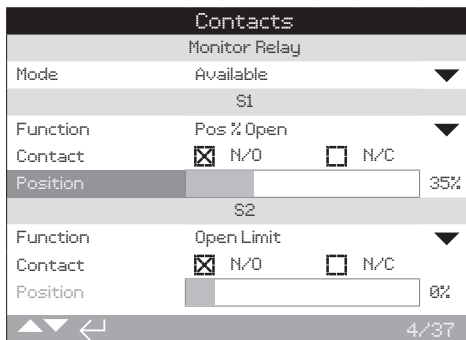 Contacts
Monitor Relay
Mode Available
S1
Function Pos % Open
Contact N/O N/C
Position 35%
S2
Function Open Limit
Contact N/O N/C
Position 0%
4/37